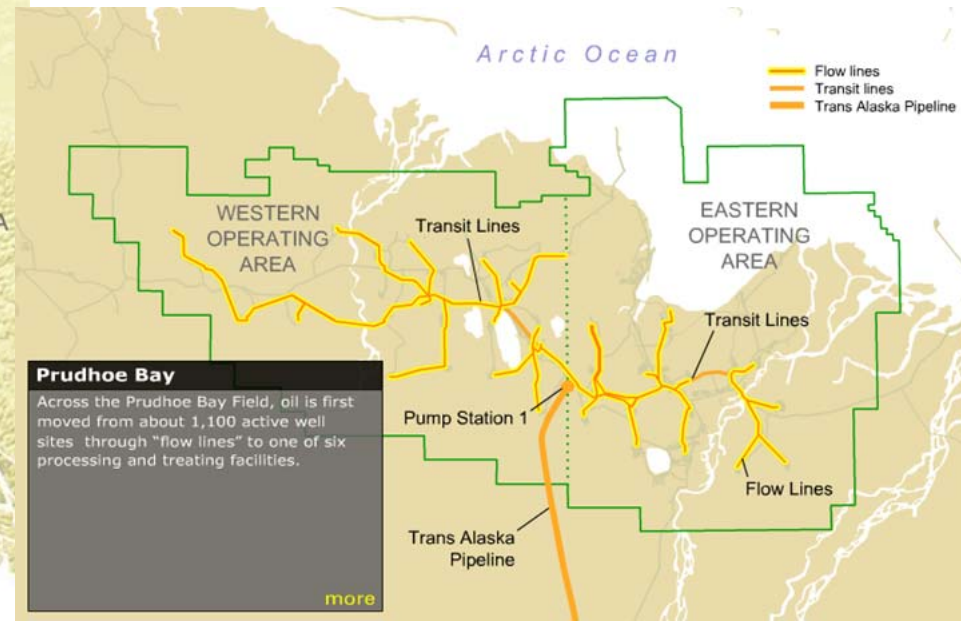 Arctic Ocean
Flow lines
Transit lines
Trans Alaska Pipeline
A
WESTERN
OPERATING
AREA
Transit Lines
EASTERN
OPERATING
AREA
Transit Lines
Prudhoe Bay
Across the Prudhoe Bay Field, oil is first
moved from about 1,100 active well
sites through “flow lines” to one of six
processing and treating facilities.
more
Pump Station 1
Flow Lines
Trans Alaska
Pipeline